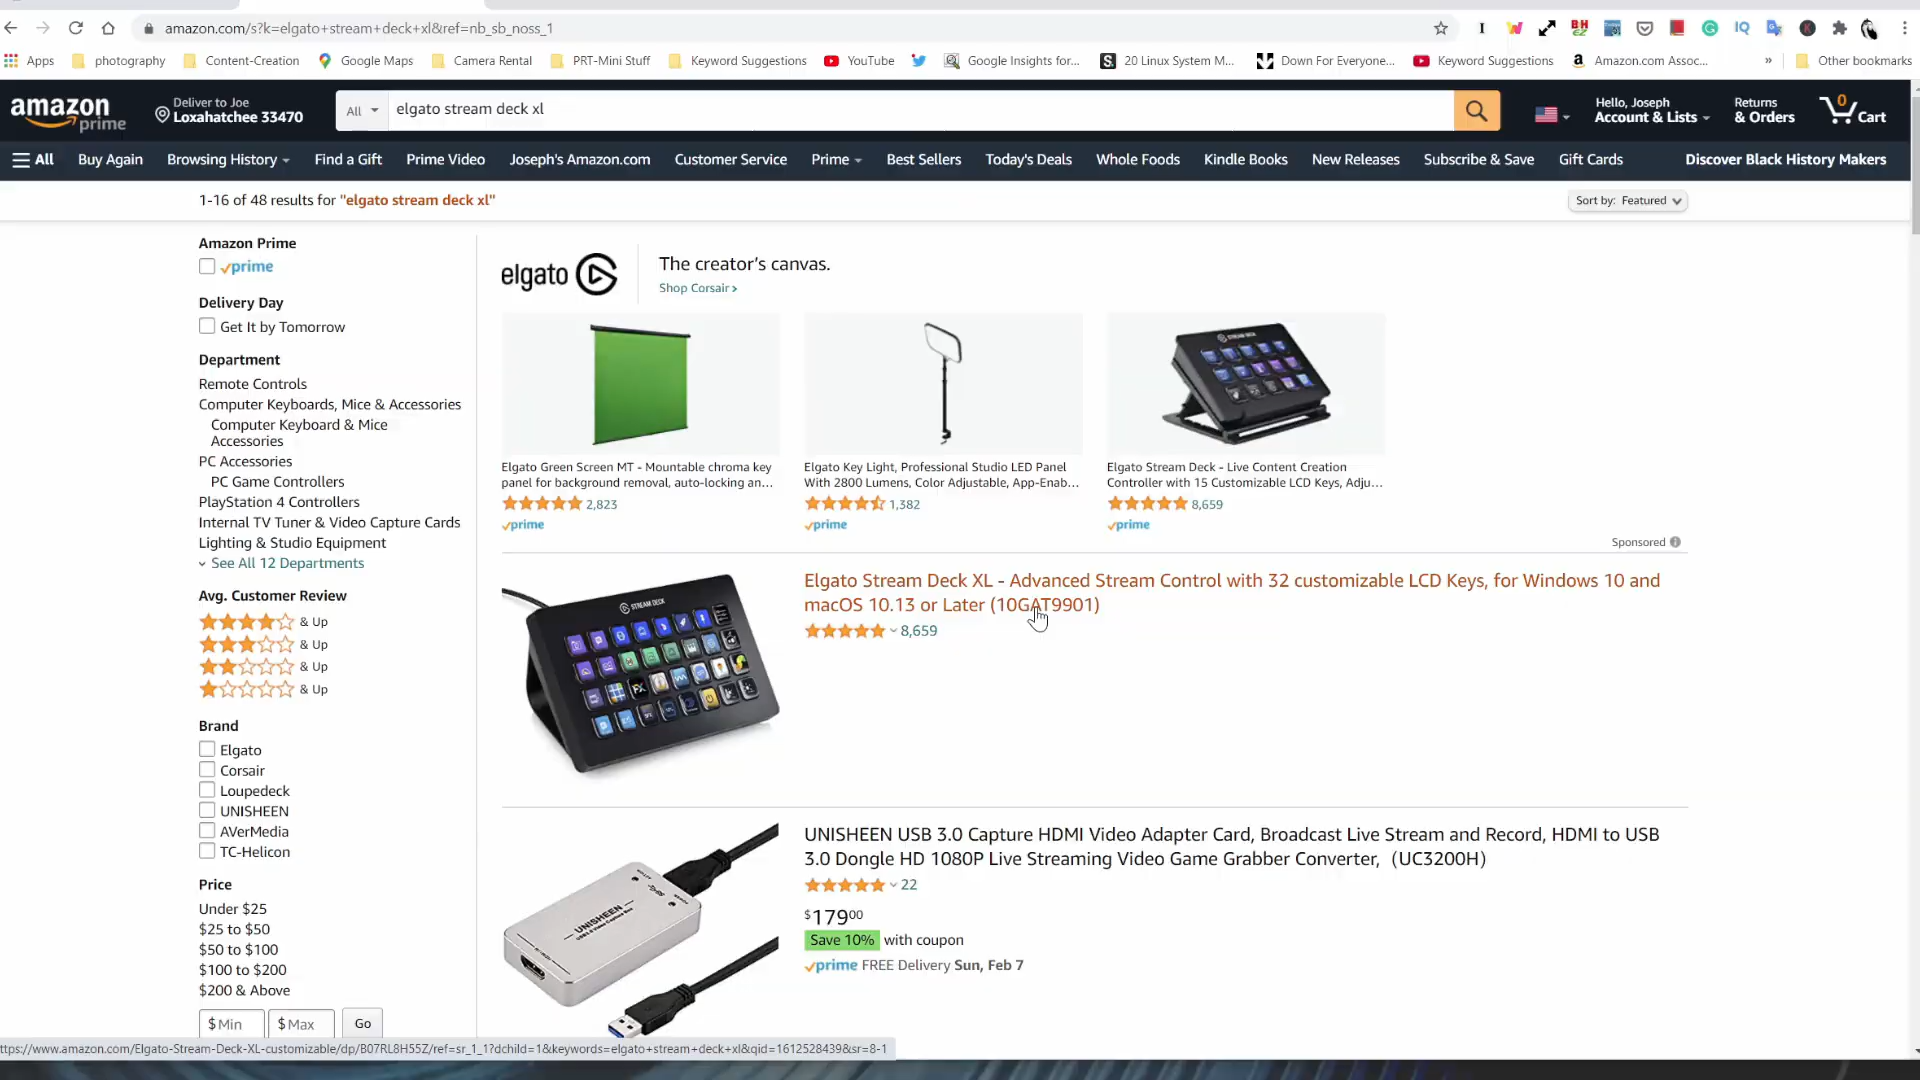 amazon.com/s?k=elgato+stream+deck+xl&ref=nb_sb_noss_1
Apps photography Content-Creation Google Maps Camera Rental PRT-Mini Stuff Keyword Suggestions YouTube Google Insights for... 20 Linux System M... Down For Everyone... Keyword Suggestions Amazon.com Assoc... » Other bookmarks
amazon prime
Deliver to Joe
Loxahatchee 33470
All
elgato stream deck xl
Hello, Joseph
Account & Lists
Returns
& Orders
0
Cart
All Buy Again Browsing History Find a Gift Prime Video Joseph's Amazon.com Customer Service Prime Best Sellers Today's Deals Whole Foods Kindle Books New Releases Subscribe & Save Gift Cards Discover Black History Makers
1-16 of 48 results for "elgato stream deck xl"
Sort by: Featured
Amazon Prime
prime
Delivery Day
Get It by Tomorrow
Department
Remote Controls
Computer Keyboards, Mice & Accessories
Computer Keyboard & Mice
Accessories
PC Accessories
PC Game Controllers
PlayStation 4 Controllers
Internal TV Tuner & Video Capture Cards
Lighting & Studio Equipment
See All 12 Departments
Avg. Customer Review
& Up
& Up
& Up
& Up
Brand
Elgato
Corsair
Loupedeck
UNISHEEN
AVerMedia
TC-Helicon
Price
Under $25
$25 to $50
$50 to $100
$100 to $200
$200 & Above
$ Min $ Max Go
elgato
The creator's canvas.
Shop Corsair ›
STREAM DECK
Elgato Green Screen MT - Mountable chroma key
panel for background removal, auto-locking an...
2,823
prime
Elgato Key Light, Professional Studio LED Panel
With 2800 Lumens, Color Adjustable, App-Enab...
1,382
prime
Elgato Stream Deck - Live Content Creation
Controller with 15 Customizable LCD Keys, Adju...
8,659
prime
Sponsored
STREAM DECK
Elgato Stream Deck XL - Advanced Stream Control with 32 customizable LCD Keys, for Windows 10 and
macOS 10.13 or Later (10GAT9901)
8,659
UNISHEEN
UNISHEEN USB 3.0 Capture HDMI Video Adapter Card, Broadcast Live Stream and Record, HDMI to USB
3.0 Dongle HD 1080P Live Streaming Video Game Grabber Converter,（UC3200H）
22
$179.00
Save 10% with coupon
prime FREE Delivery Sun, Feb 7
ttps://www.amazon.com/Elgato-Stream-Deck-XL-customizable/dp/B07RL8H55Z/ref=sr_1_1?dchild=1&keywords=elgato+stream+deck+xl&qid=1612528439&sr=8-1